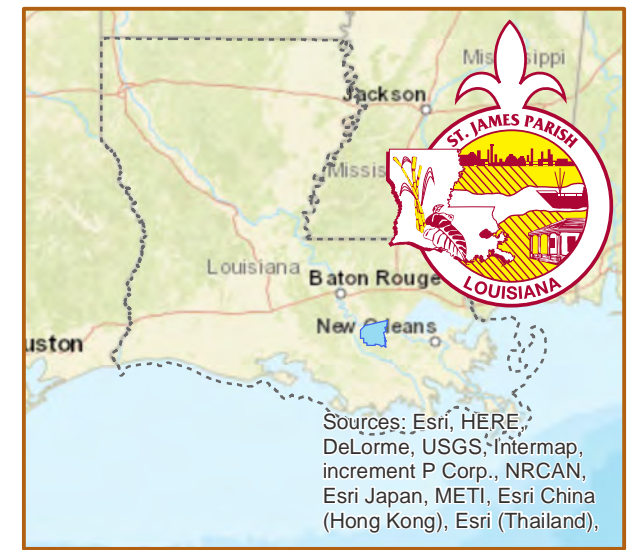 Mississippi
Jackson
ST. JAMES PARISH
Missis
Louisiana
Baton Rouge
LOUISIANA
New Orleans
uston
Sources: Esri, HERE,
DeLorme, USGS, Intermap,
increment P Corp., NRCAN,
Esri Japan, METI, Esri China
(Hong Kong), Esri (Thailand),